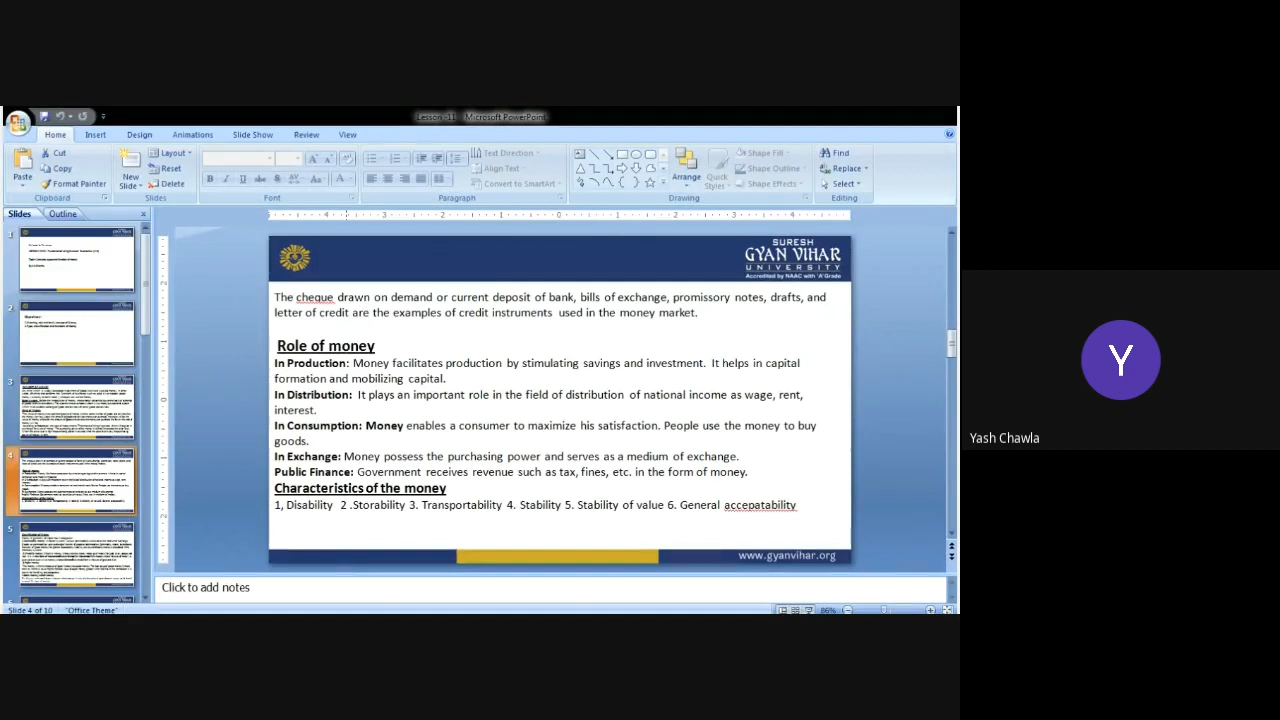 Lesson -11 - Microsoft PowerPoint
Home Insert Design Animations Slide Show Review View
Paste Cut Copy Format Painter New Slide Layout Reset Delete
Text Direction Align Text Convert to SmartArt
Arrange Quick Styles Shape Fill Shape Outline Shape Effects Find Replace Select
Clipboard Slides Font Paragraph Drawing Editing
Slides Outline
SURESH
GYAN VIHAR
UNIVERSITY
Accredited by NAAC with 'A' Grade
The cheque drawn on demand or current deposit of bank, bills of exchange, promissory notes, drafts, and
letter of credit are the examples of credit instruments used in the money market.
Role of money
In Production: Money facilitates production by stimulating savings and investment. It helps in capital
formation and mobilizing capital.
In Distribution: It plays an important role in the field of distribution of national income as wage, rent,
interest.
In Consumption: Money enables a consumer to maximize his satisfaction. People use the money to buy
goods.
In Exchange: Money possess the purchasing power and serves as a medium of exchange.
Public Finance: Government receives revenue such as tax, fines, etc. in the form of money.
Characteristics of the money
1, Disability 2 .Storability 3. Transportability 4. Stability 5. Stability of value 6. General accepatability
www.gyanvihar.org
Click to add notes
Slide 4 of 10 "Office Theme" 86%
Y
Yash Chawla